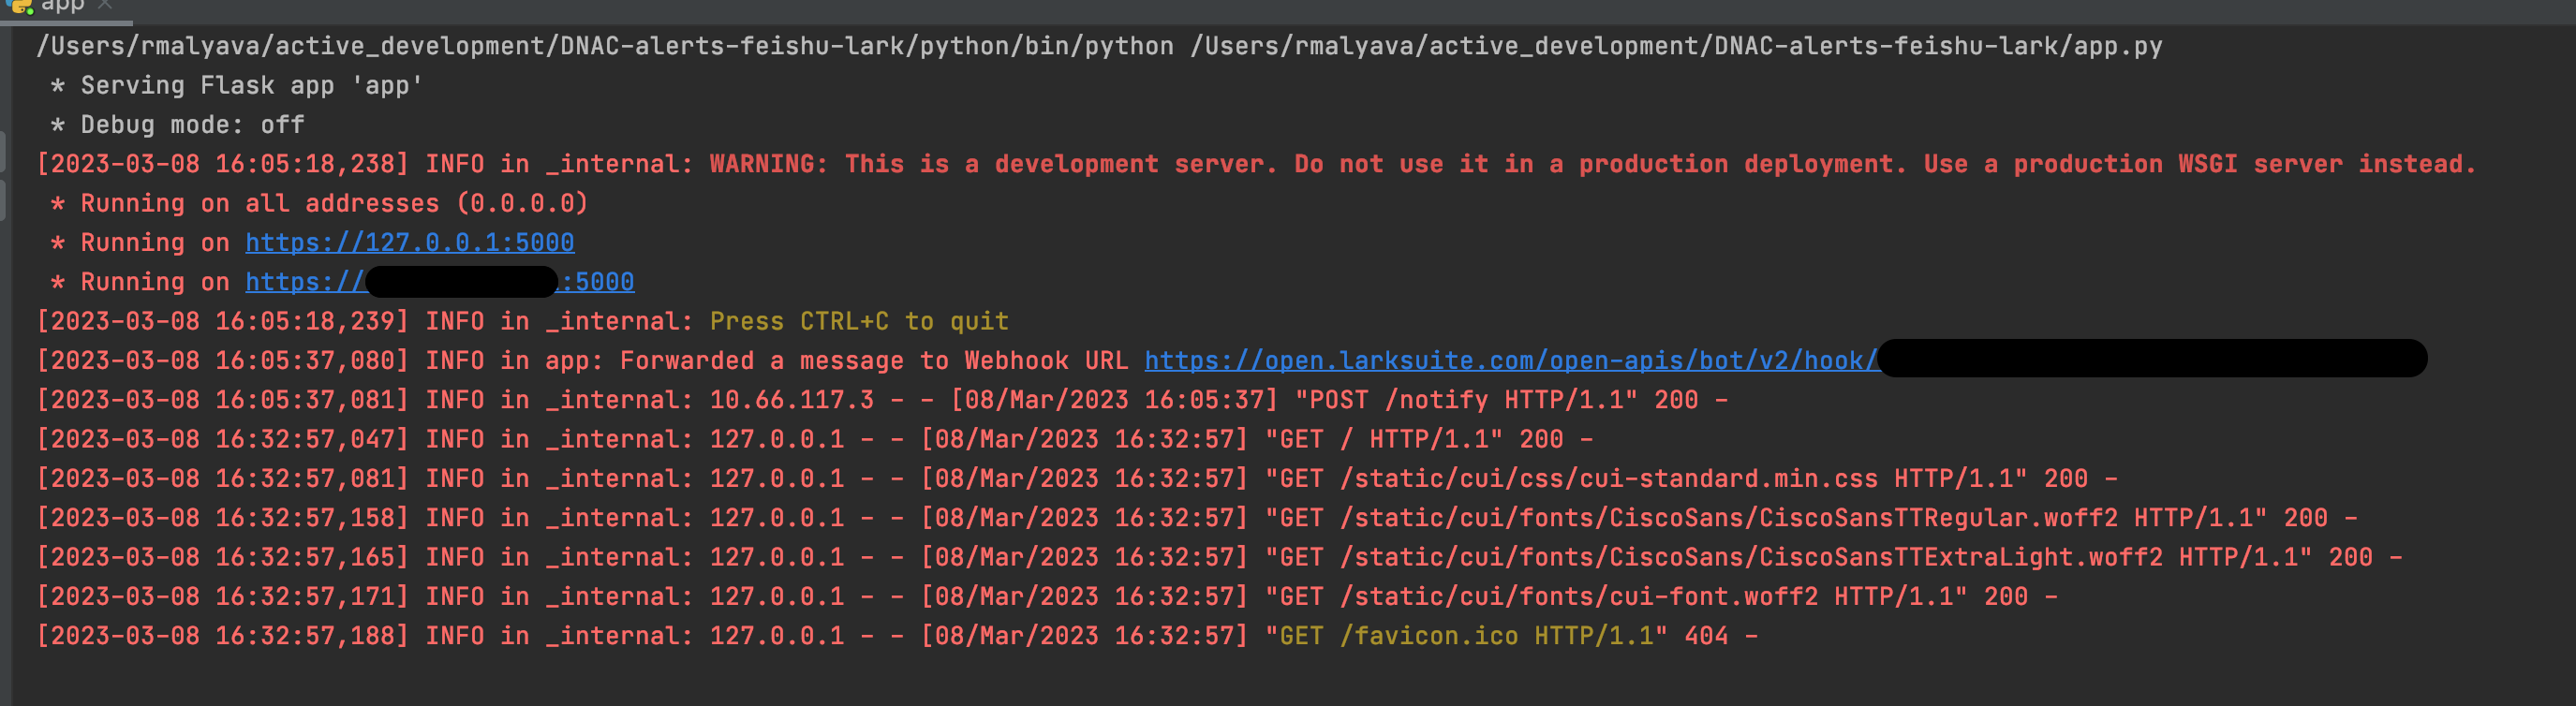 app
/Users/rmalyava/active_development/DNAC-alerts-feishu-lark/python/bin/python /Users/rmalyava/active_development/DNAC-alerts-feishu-lark/app.py
* Serving Flask app 'app'
* Debug mode: off
[2023-03-08 16:05:18,238] INFO in _internal: WARNING: This is a development server. Do not use it in a production deployment. Use a production WSGI server instead.
* Running on all addresses (0.0.0.0)
* Running on https://127.0.0.1:5000
* Running on https:// :5000
[2023-03-08 16:05:18,239] INFO in _internal: Press CTRL+C to quit
[2023-03-08 16:05:37,080] INFO in app: Forwarded a message to Webhook URL https://open.larksuite.com/open-apis/bot/v2/hook/
[2023-03-08 16:05:37,081] INFO in _internal: 10.66.117.3 - - [08/Mar/2023 16:05:37] "POST /notify HTTP/1.1" 200 -
[2023-03-08 16:32:57,047] INFO in _internal: 127.0.0.1 - - [08/Mar/2023 16:32:57] "GET / HTTP/1.1" 200 -
[2023-03-08 16:32:57,081] INFO in _internal: 127.0.0.1 - - [08/Mar/2023 16:32:57] "GET /static/cui/css/cui-standard.min.css HTTP/1.1" 200 -
[2023-03-08 16:32:57,158] INFO in _internal: 127.0.0.1 - - [08/Mar/2023 16:32:57] "GET /static/cui/fonts/CiscoSans/CiscoSansTTRegular.woff2 HTTP/1.1" 200 -
[2023-03-08 16:32:57,165] INFO in _internal: 127.0.0.1 - - [08/Mar/2023 16:32:57] "GET /static/cui/fonts/CiscoSans/CiscoSansTTExtraLight.woff2 HTTP/1.1" 200 -
[2023-03-08 16:32:57,171] INFO in _internal: 127.0.0.1 - - [08/Mar/2023 16:32:57] "GET /static/cui/fonts/cui-font.woff2 HTTP/1.1" 200 -
[2023-03-08 16:32:57,188] INFO in _internal: 127.0.0.1 - - [08/Mar/2023 16:32:57] "GET /favicon.ico HTTP/1.1" 404 -